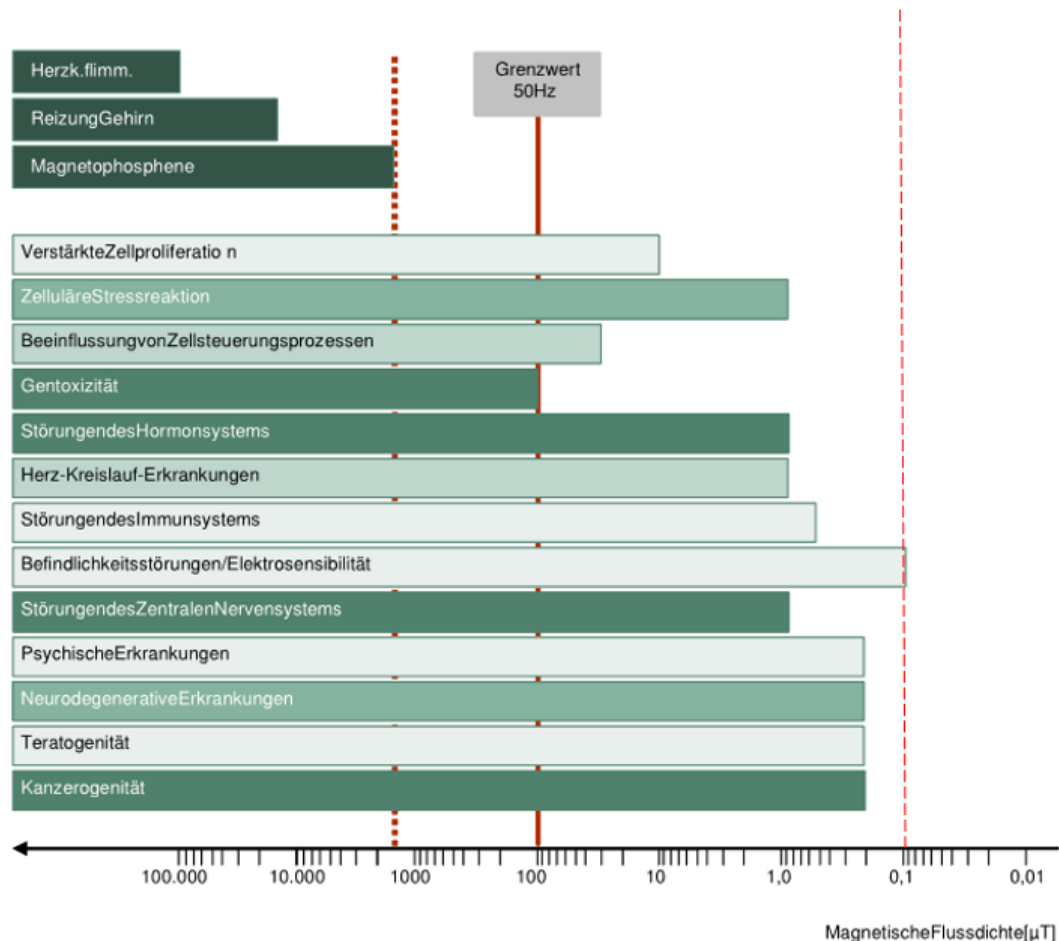 Herzk.flimm.
ReizungGehirn
Magnetophosphene
Grenzwert
50Hz
VerstärkteZellproliferatio n
ZelluläreStressreaktion
BeeinflussungvonZellsteuerungsprozessen
Gentoxizität
StörungendesHormonsystems
Herz-Kreislauf-Erkrankungen
StörungendesImmunsystems
Befindlichkeitsstörungen/Elektrosensibilität
StörungendesZentralenNervensystems
PsychischeErkrankungen
NeurodegenerativeErkrankungen
Teratogenität
Kanzerogenität
100.000 10.000 1000 100 10 1,0 0,1 0,01
MagnetischeFlussdichte[µT]